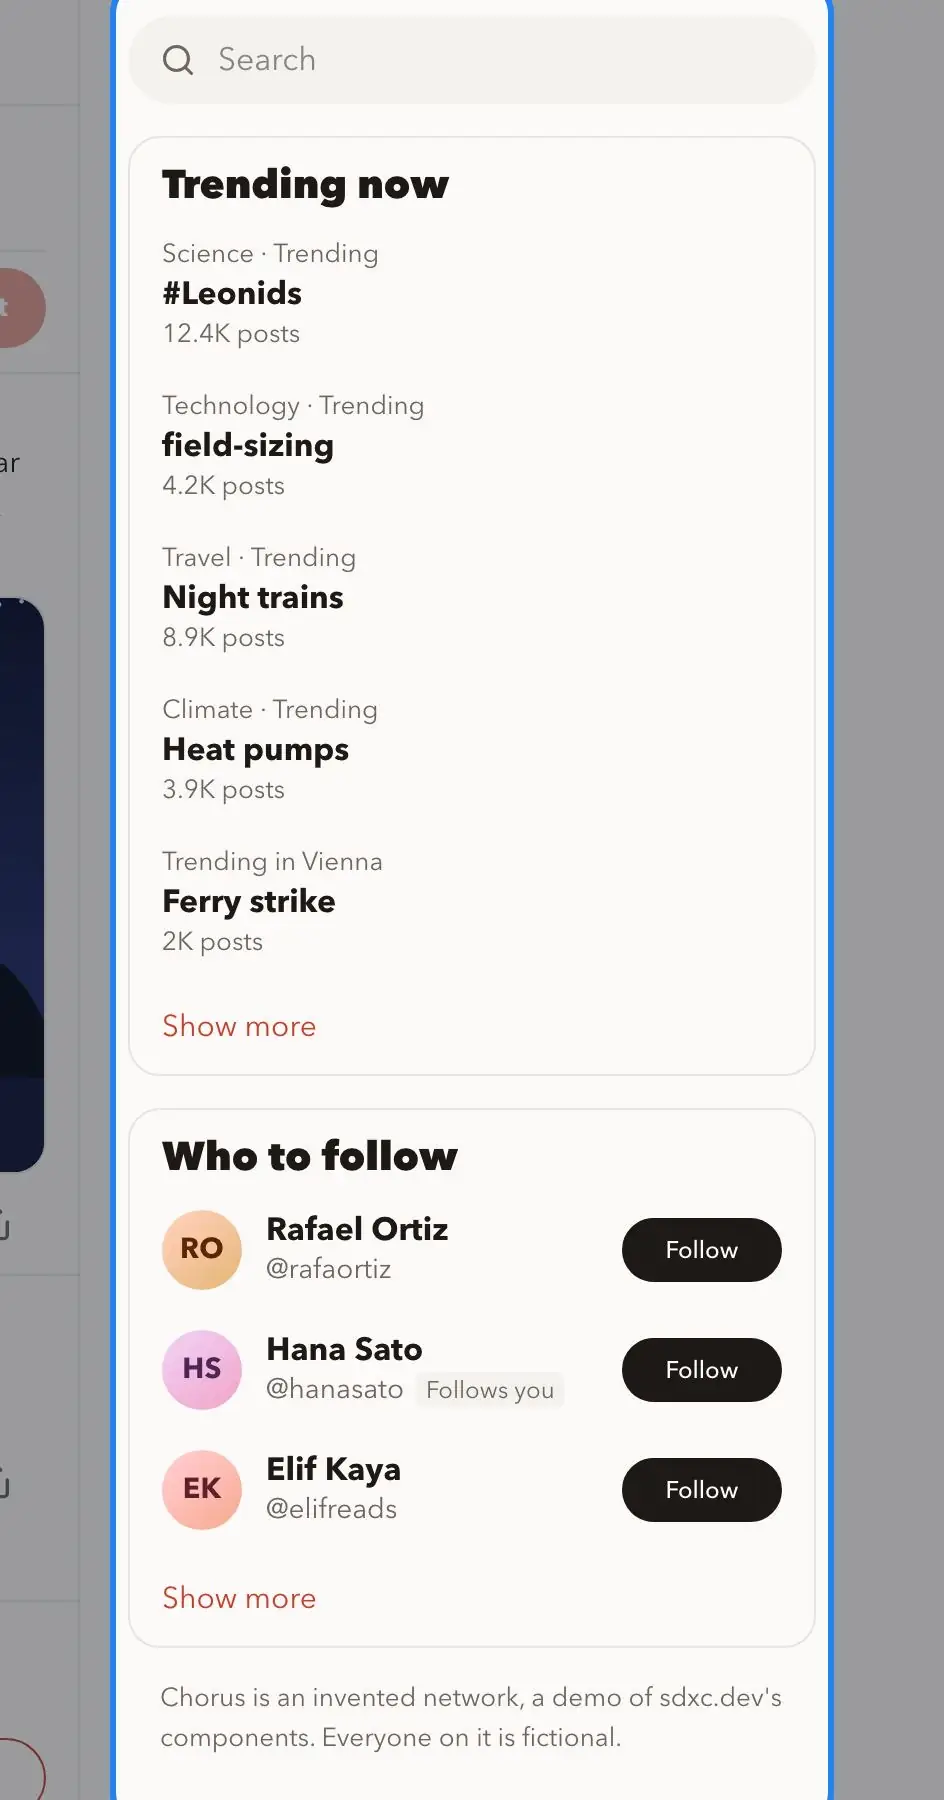 Search
Trending now
Science · Trending
#Leonids
12.4K posts
Technology · Trending
field-sizing
4.2K posts
Travel · Trending
Night trains
8.9K posts
Climate · Trending
Heat pumps
3.9K posts
Trending in Vienna
Ferry strike
2K posts
Show more
Who to follow
RO
Rafael Ortiz
@rafaortiz
Follow
HS
Hana Sato
@hanasato Follows you
Follow
EK
Elif Kaya
@elifreads
Follow
Show more
Chorus is an invented network, a demo of sdxc.dev's
components. Everyone on it is fictional.